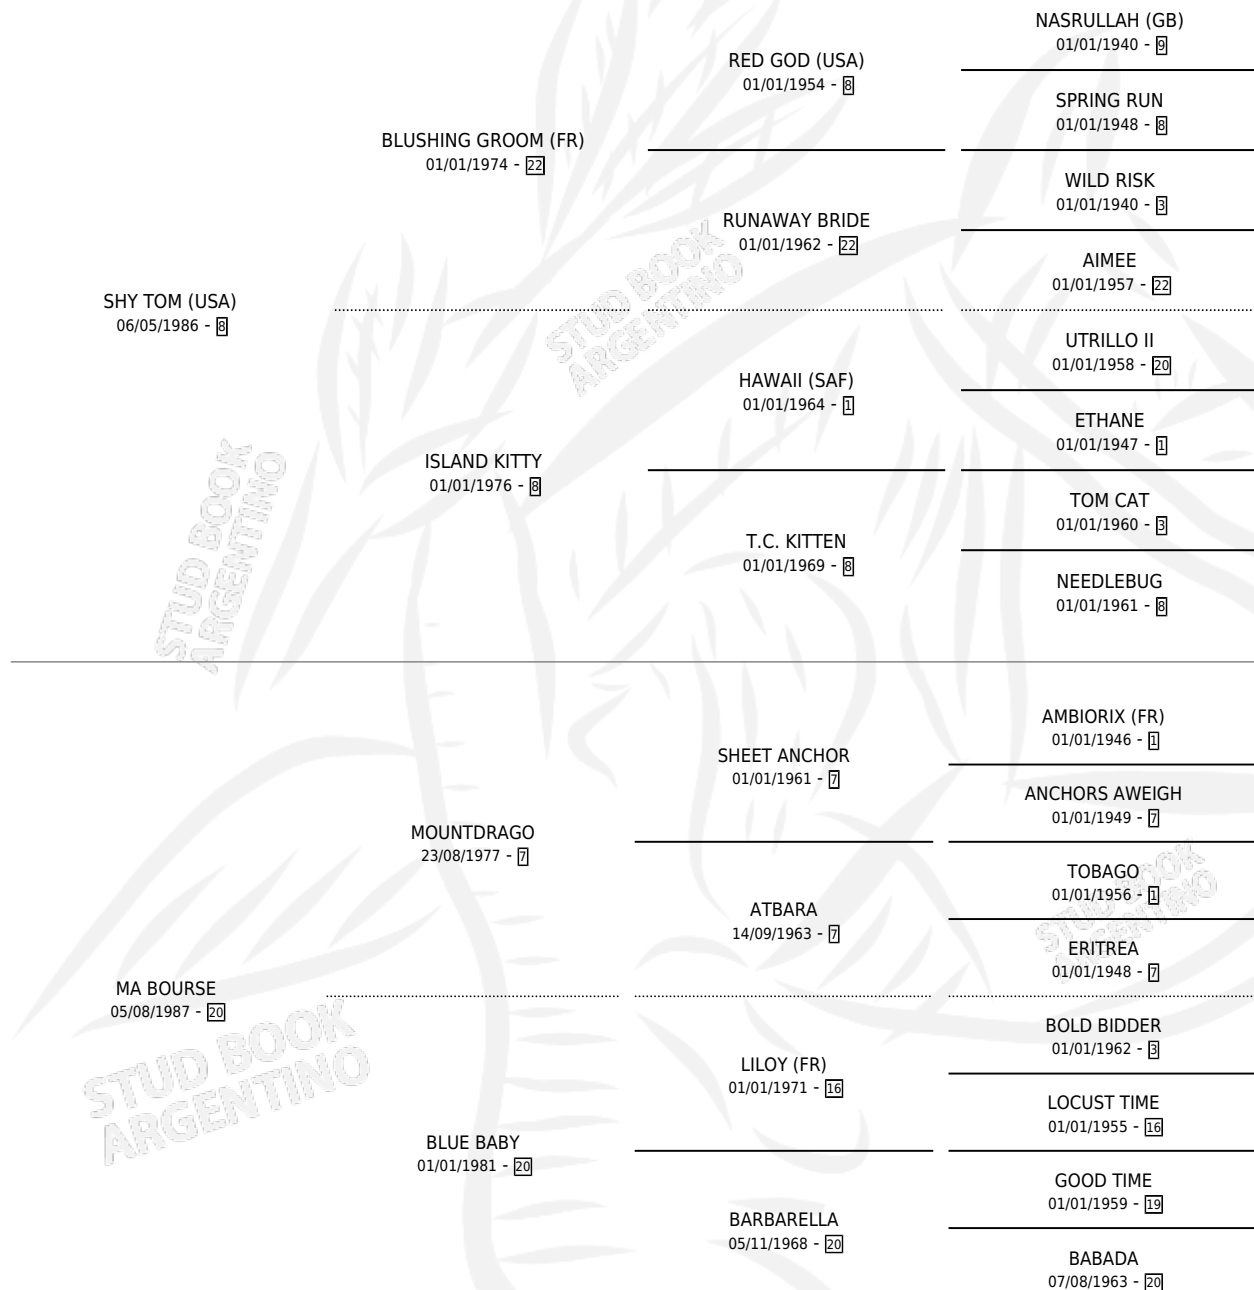 NASRULLAH (GB)
01/01/1940 - 9
RED GOD (USA)
01/01/1954 - 8
SPRING RUN
01/01/1948 - 8
BLUSHING GROOM (FR)
01/01/1974 - 22
WILD RISK
01/01/1940 - 3
RUNAWAY BRIDE
01/01/1962 - 22
AIMEE
01/01/1957 - 22
SHY TOM (USA)
06/05/1986 - 8
UTRILLO II
01/01/1958 - 20
HAWAII (SAF)
01/01/1964 - 1
ETHANE
01/01/1947 - 1
ISLAND KITTY
01/01/1976 - 8
TOM CAT
01/01/1960 - 3
T.C. KITTEN
01/01/1969 - 8
NEEDLEBUG
01/01/1961 - 8
AMBIORIX (FR)
01/01/1946 - 1
SHEET ANCHOR
01/01/1961 - 7
ANCHORS AWEIGH
01/01/1949 - 7
MOUNTDRAGO
23/08/1977 - 7
TOBAGO
01/01/1956 - 1
ATBARA
14/09/1963 - 7
ERITREA
01/01/1948 - 7
MA BOURSE
05/08/1987 - 20
BOLD BIDDER
01/01/1962 - 3
LILOY (FR)
01/01/1971 - 16
LOCUST TIME
01/01/1955 - 16
BLUE BABY
01/01/1981 - 20
GOOD TIME
01/01/1959 - 19
BARBARELLA
05/11/1968 - 20
BABADA
07/08/1963 - 20
STUD BOOK
ARGENTINO
STUD BOOK
ARGENTINO
STUD BOOK
ARGENTINO
STUD BOOK
ARGENTINO